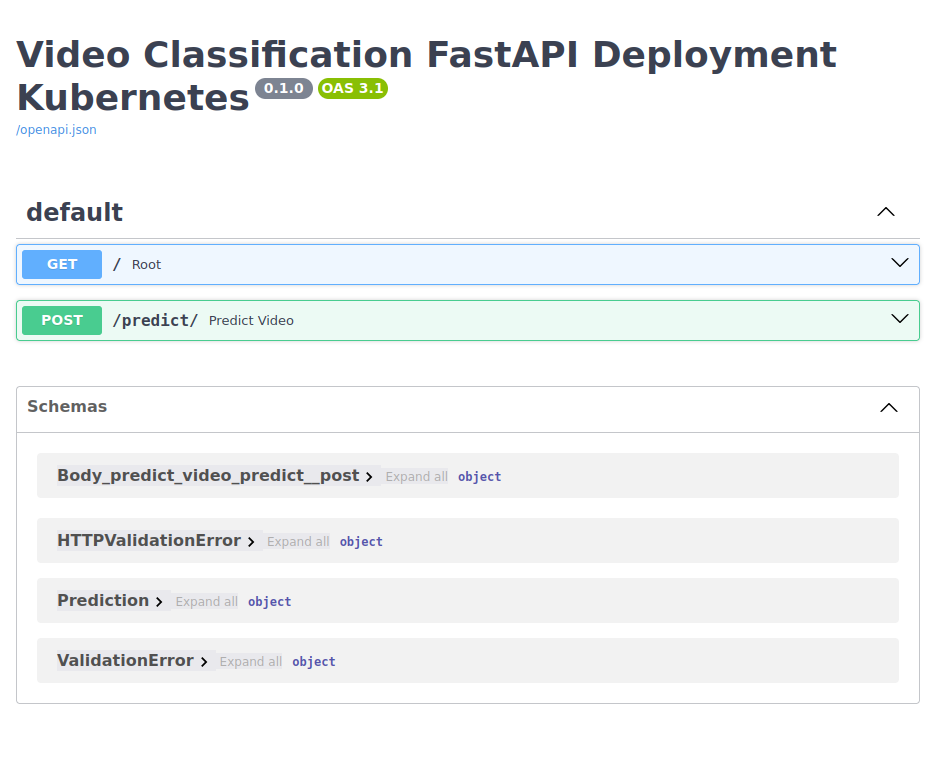 Video Classification FastAPI Deployment
Kubernetes 0.1.0 OAS 3.1
/openapi.json
default
GET / Root
POST /predict/ Predict Video
Schemas
Body_predict_video_predict__post Expand all object
HTTPValidationError Expand all object
Prediction Expand all object
ValidationError Expand all object